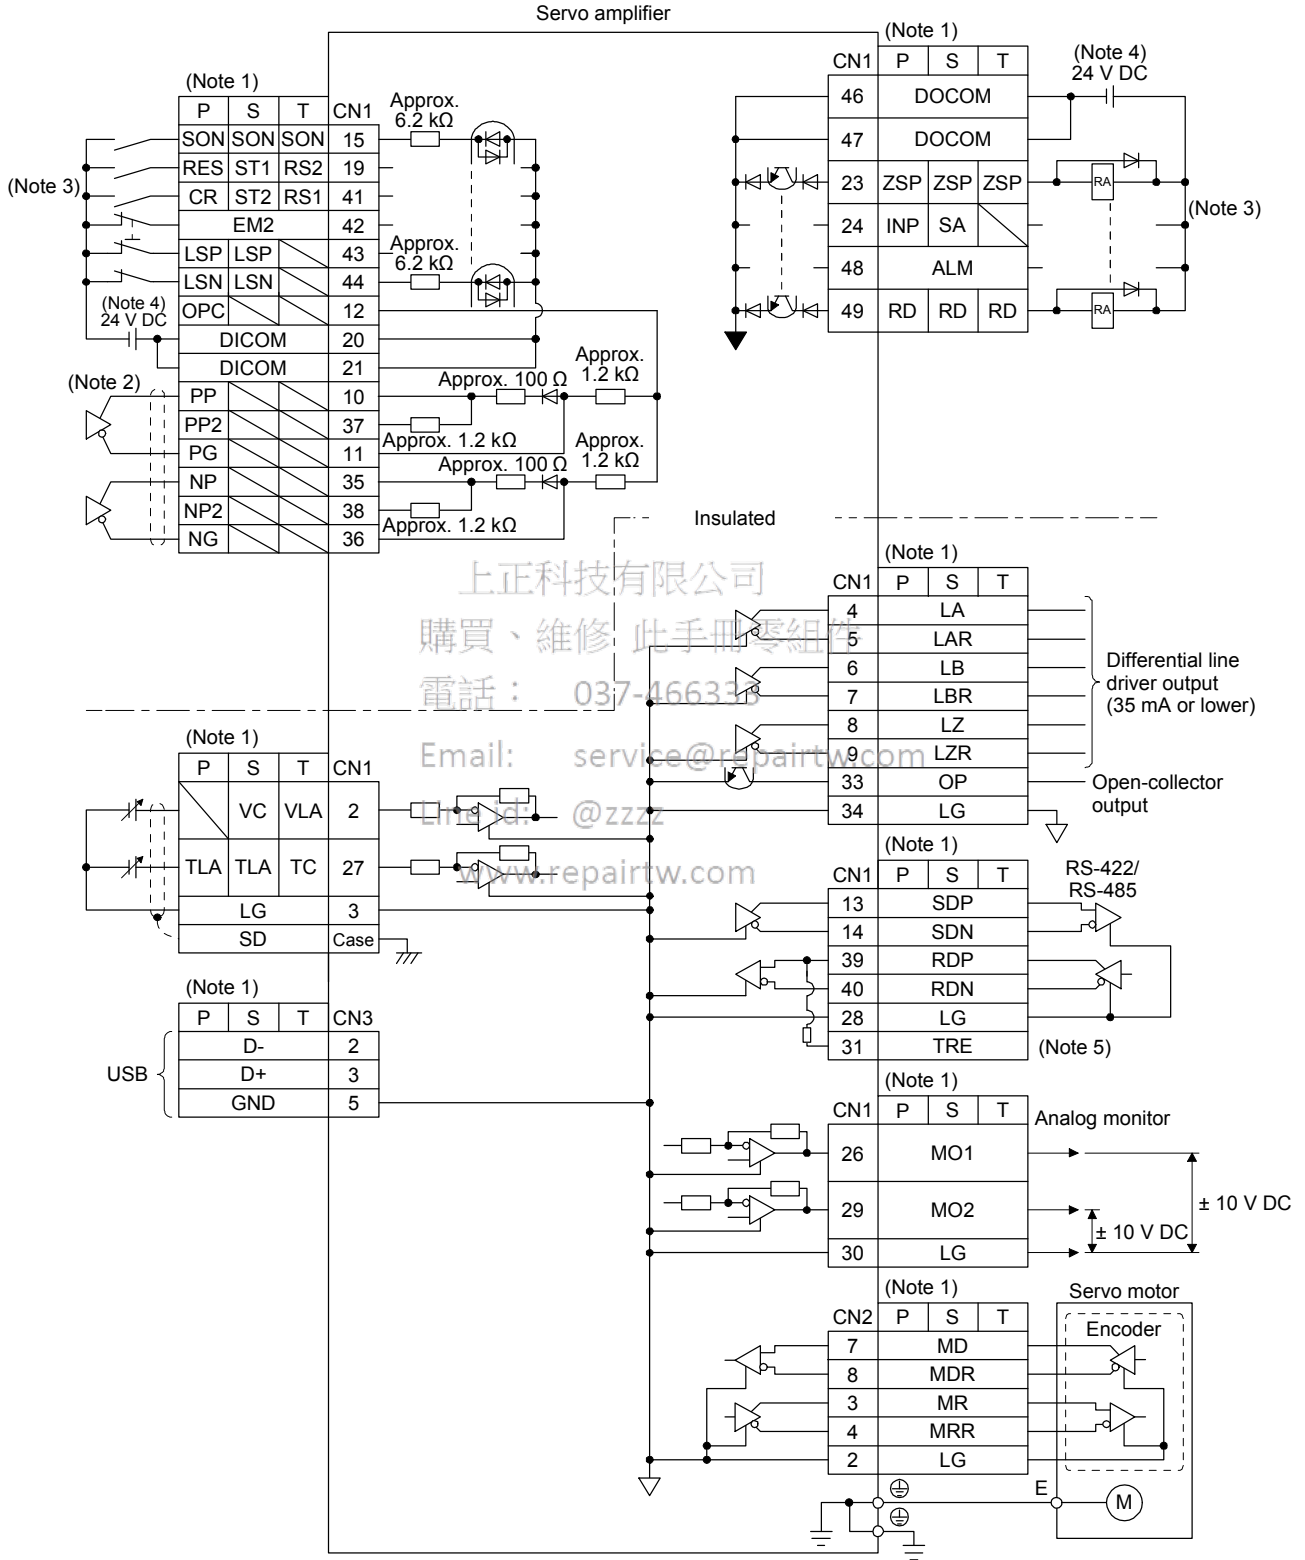 Servo amplifier
(Note 1)
P S T CN1
SON SON SON 15
RES ST1 RS2 19
CR ST2 RS1 41
EM2 42
LSP LSP 43
LSN LSN 44
OPC 12
DICOM 20
DICOM 21
PP 10
PP2 37
PG 11
NP 35
NP2 38
NG 36
(Note 3)
(Note 4)
24 V DC
(Note 2)
Approx.
6.2 kΩ
Approx.
6.2 kΩ
Approx.
1.2 kΩ
Approx. 100 Ω
Approx. 1.2 kΩ
Approx.
1.2 kΩ
Approx. 100 Ω
Approx. 1.2 kΩ
(Note 1)
CN1 P S T
46 DOCOM
47 DOCOM
23 ZSP ZSP ZSP
24 INP SA
48 ALM
49 RD RD RD
(Note 4)
24 V DC
RA
(Note 3)
RA
Insulated
上正科技有限公司
購買、維修 此手冊零組件
電話： 037-466333
Email: service@repairtw.com
Line id: @zzzz
www.repairtw.com
(Note 1)
CN1 P S T
4 LA
5 LAR
6 LB
7 LBR
8 LZ
9 LZR
33 OP
34 LG
Differential line
driver output
(35 mA or lower)
Open-collector
output
(Note 1)
P S T CN1
VC VLA 2
TLA TLA TC 27
LG 3
SD Case
(Note 1)
CN1 P S T
13 SDP
14 SDN
39 RDP
40 RDN
28 LG
31 TRE
RS-422/
RS-485
(Note 5)
(Note 1)
P S T CN3
D- 2
D+ 3
GND 5
USB
(Note 1)
CN1 P S T
26 MO1
29 MO2
30 LG
Analog monitor
± 10 V DC
± 10 V DC
(Note 1)
CN2 P S T
7 MD
8 MDR
3 MR
4 MRR
2 LG
Servo motor
Encoder
E
M